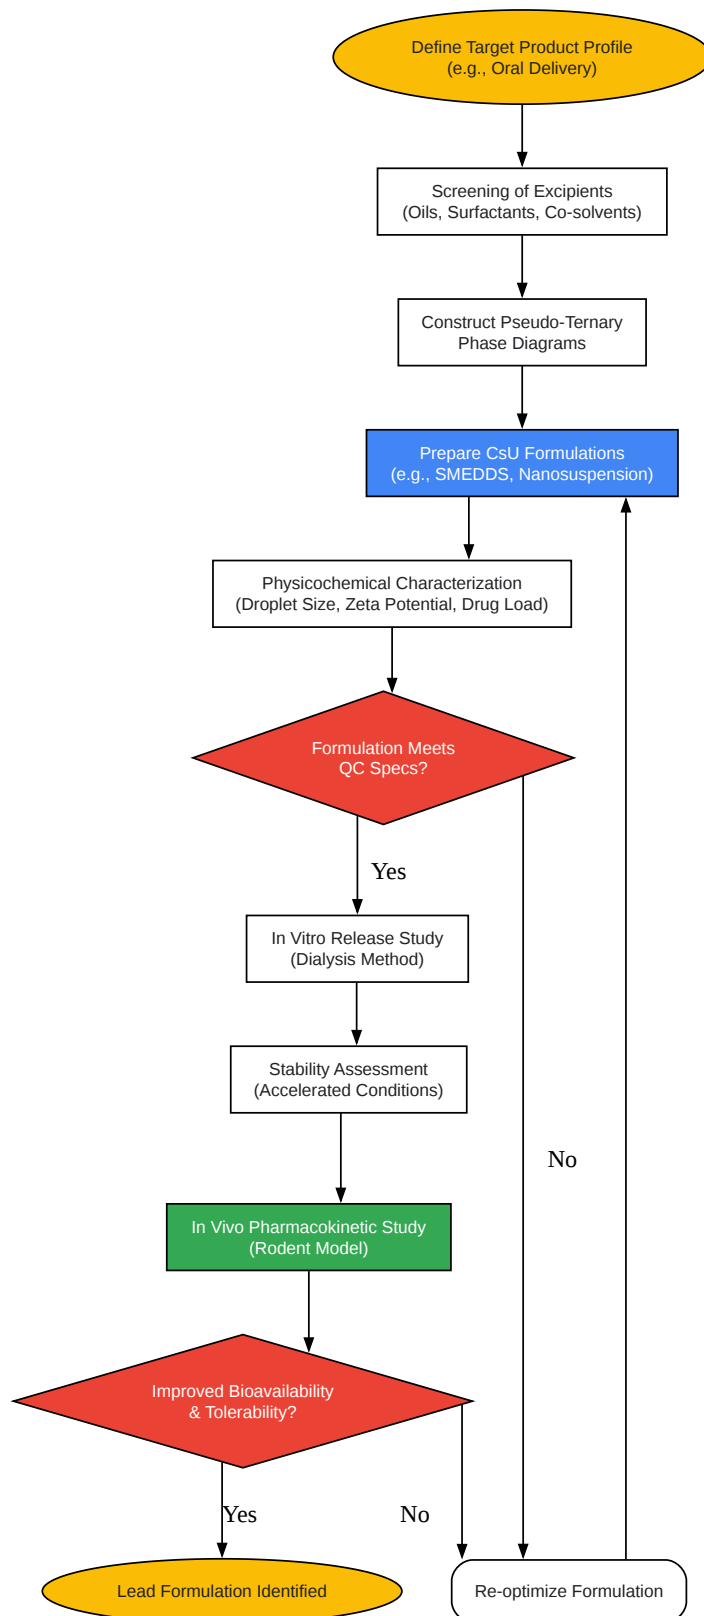 Define Target Product Profile
(e.g., Oral Delivery)
Screening of Excipients
(Oils, Surfactants, Co-solvents)
Construct Pseudo-Ternary
Phase Diagrams
Prepare CsU Formulations
(e.g., SMEDDS, Nanosuspension)
Physicochemical Characterization
(Droplet Size, Zeta Potential, Drug Load)
Formulation Meets
QC Specs?
Yes
In Vitro Release Study
(Dialysis Method)
Stability Assessment
(Accelerated Conditions)
No
In Vivo Pharmacokinetic Study
(Rodent Model)
Improved Bioavailability
& Tolerability?
Yes
No
Lead Formulation Identified
Re-optimize Formulation